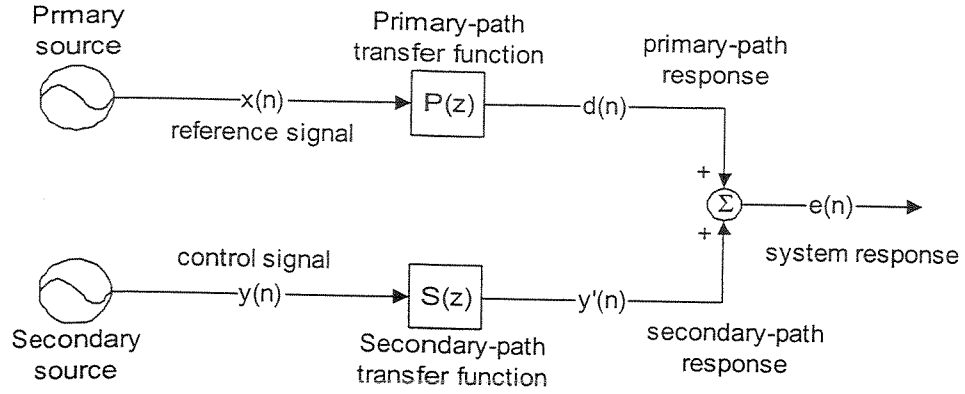 Prmary
source
Primary-path
transfer function
primary-path
response
x(n)
P(z)
d(n)
reference signal
+
Σ
e(n)
+
system response
control signal
y(n)
S(z)
y'(n)
Secondary
source
Secondary-path
transfer function
secondary-path
response